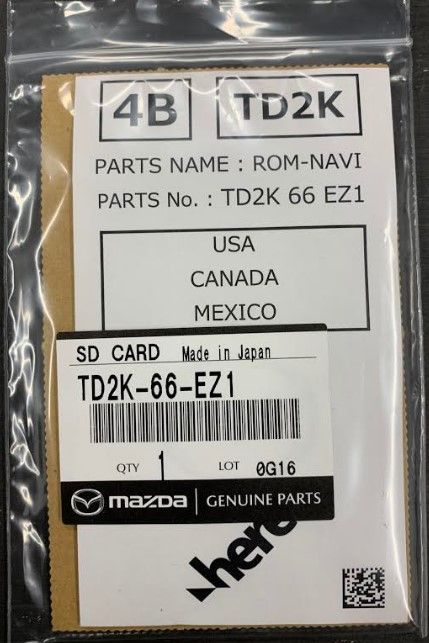 4B TD2K
PARTS NAME : ROM-NAVI
PARTS No. : TD2K 66 EZ1
USA
CANADA
MEXICO
SD CARD Made in Japan
TD2K-66-EZ1
QTY 1 LOT 0G16
mazda GENUINE PARTS
here